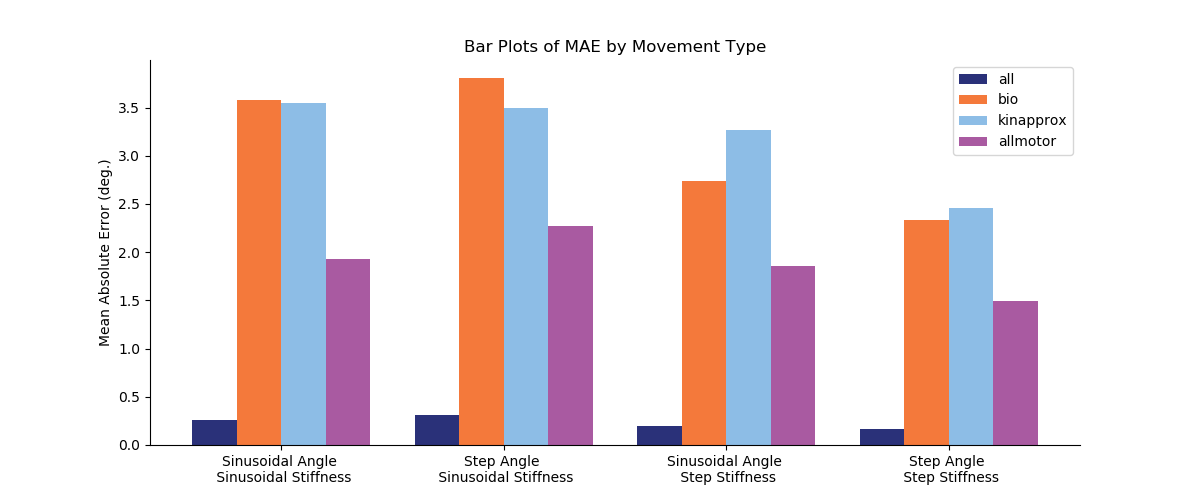 Bar Plots of MAE by Movement Type
Mean Absolute Error (deg.)
3.5
3.0
2.5
2.0
1.5
1.0
0.5
0.0
all
bio
kinapprox
allmotor
Sinusoidal Angle
Sinusoidal Stiffness
Step Angle
Sinusoidal Stiffness
Sinusoidal Angle
Step Stiffness
Step Angle
Step Stiffness